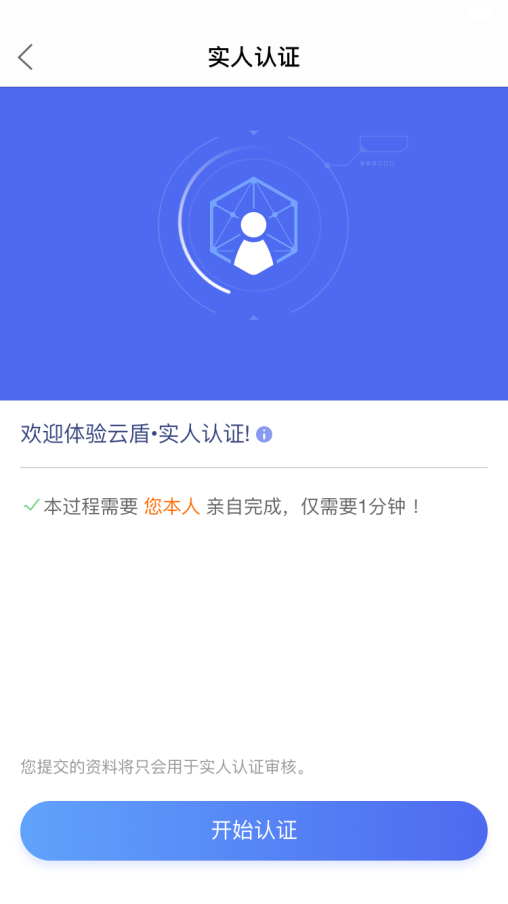 实人认证
欢迎体验云盾•实人认证!
本过程需要 您本人 亲自完成，仅需要1分钟！
您提交的资料将只会用于实人认证审核。
开始认证